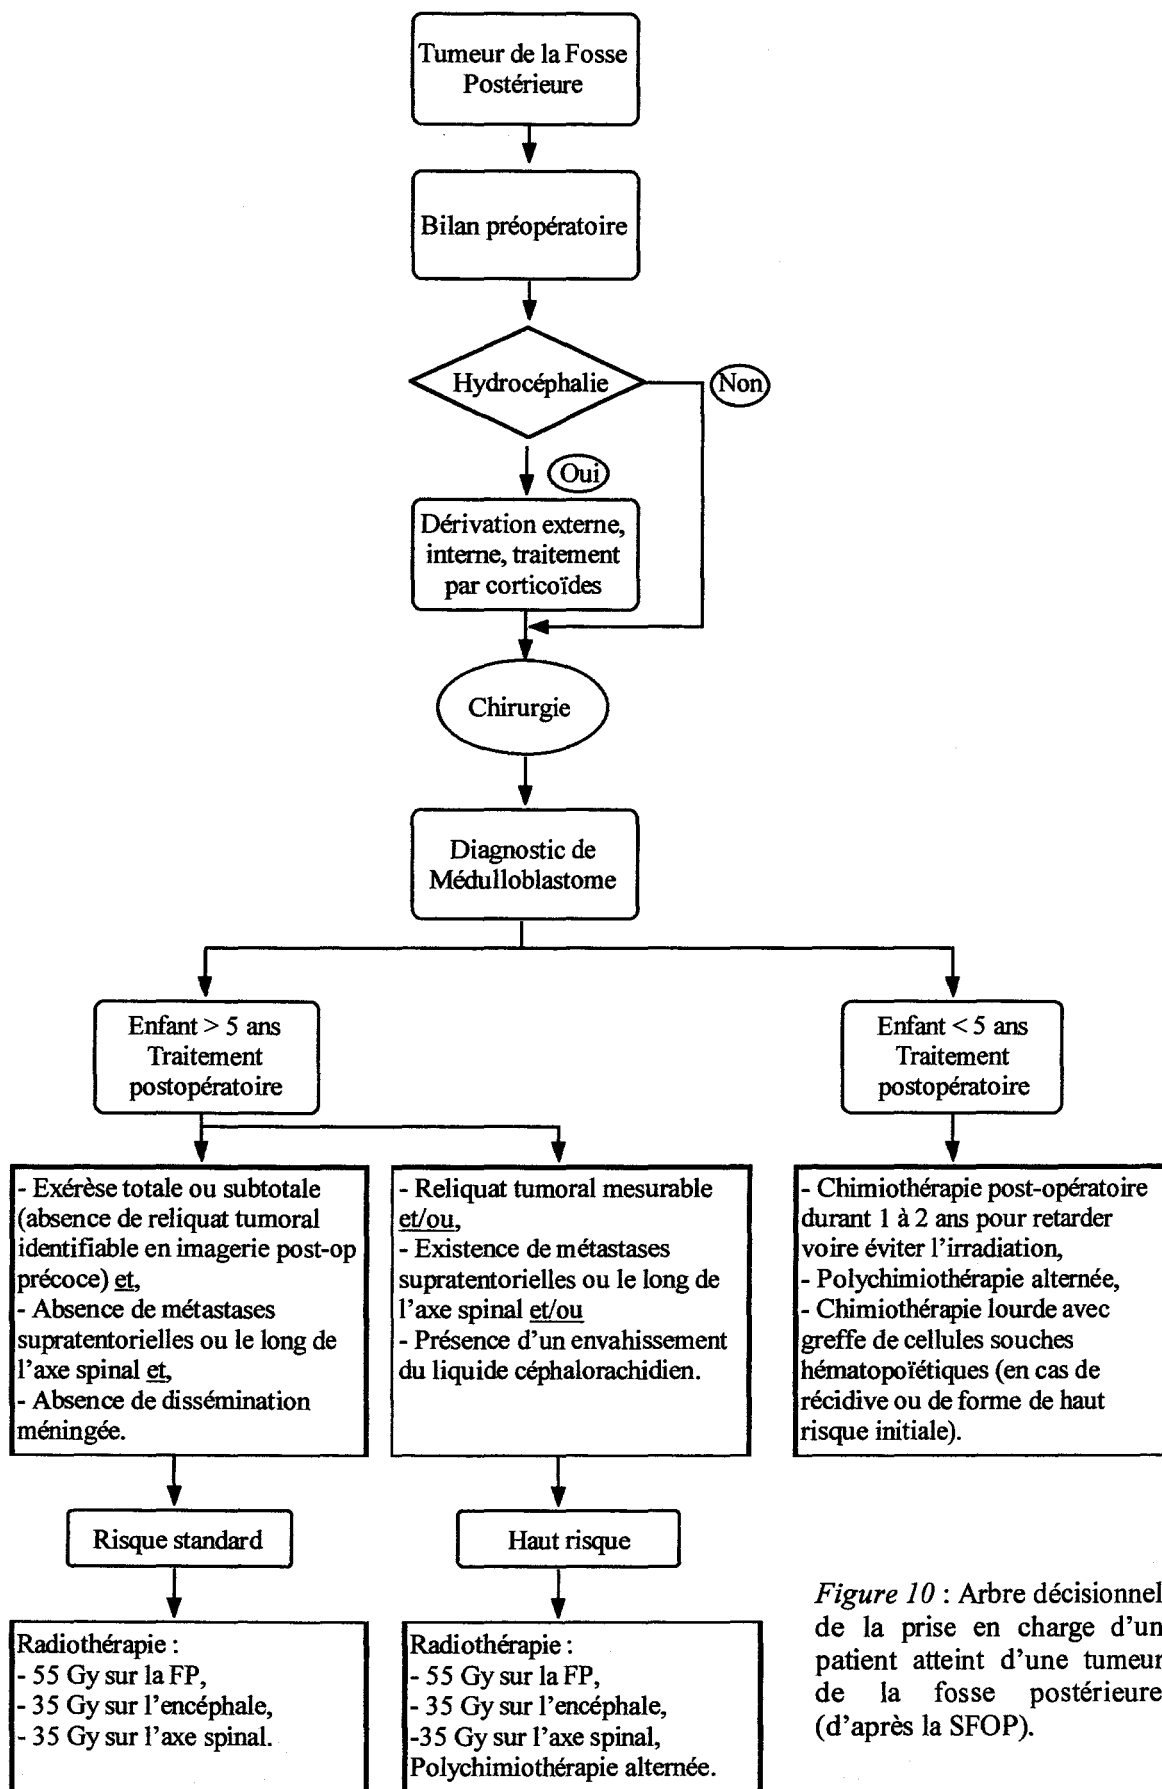 Tumeur de la Fosse
Postérieure
Bilan préopératoire
Hydrocéphalie
Non
Oui
Dérivation externe,
interne, traitement
par corticoïdes
Chirurgie
Diagnostic de
Médulloblastome
Enfant > 5 ans
Traitement
postopératoire
Enfant < 5 ans
Traitement
postopératoire
- Exérèse totale ou subtotale
(absence de reliquat tumoral
identifiable en imagerie post-op
précoce) et,
- Absence de métastases
supratentorielles ou le long de
l'axe spinal et,
- Absence de dissémination
méningée.
- Reliquat tumoral mesurable
et/ou,
- Existence de métastases
supratentorielles ou le long de
l'axe spinal et/ou
- Présence d'un envahissement
du liquide céphalorachidien.
- Chimiothérapie post-opératoire
durant 1 à 2 ans pour retarder
voire éviter l'irradiation,
- Polychimiothérapie alternée,
- Chimiothérapie lourde avec
greffe de cellules souches
hématopoïétiques (en cas de
récidive ou de forme de haut
risque initiale).
Risque standard
Haut risque
Radiothérapie :
- 55 Gy sur la FP,
- 35 Gy sur l'encéphale,
- 35 Gy sur l'axe spinal.
Radiothérapie :
- 55 Gy sur la FP,
- 35 Gy sur l'encéphale,
-35 Gy sur l'axe spinal,
Polychimiothérapie alternée.
Figure 10 : Arbre décisionnel
de la prise en charge d'un
patient atteint d'une tumeur
de la fosse postérieure
(d'après la SFOP).